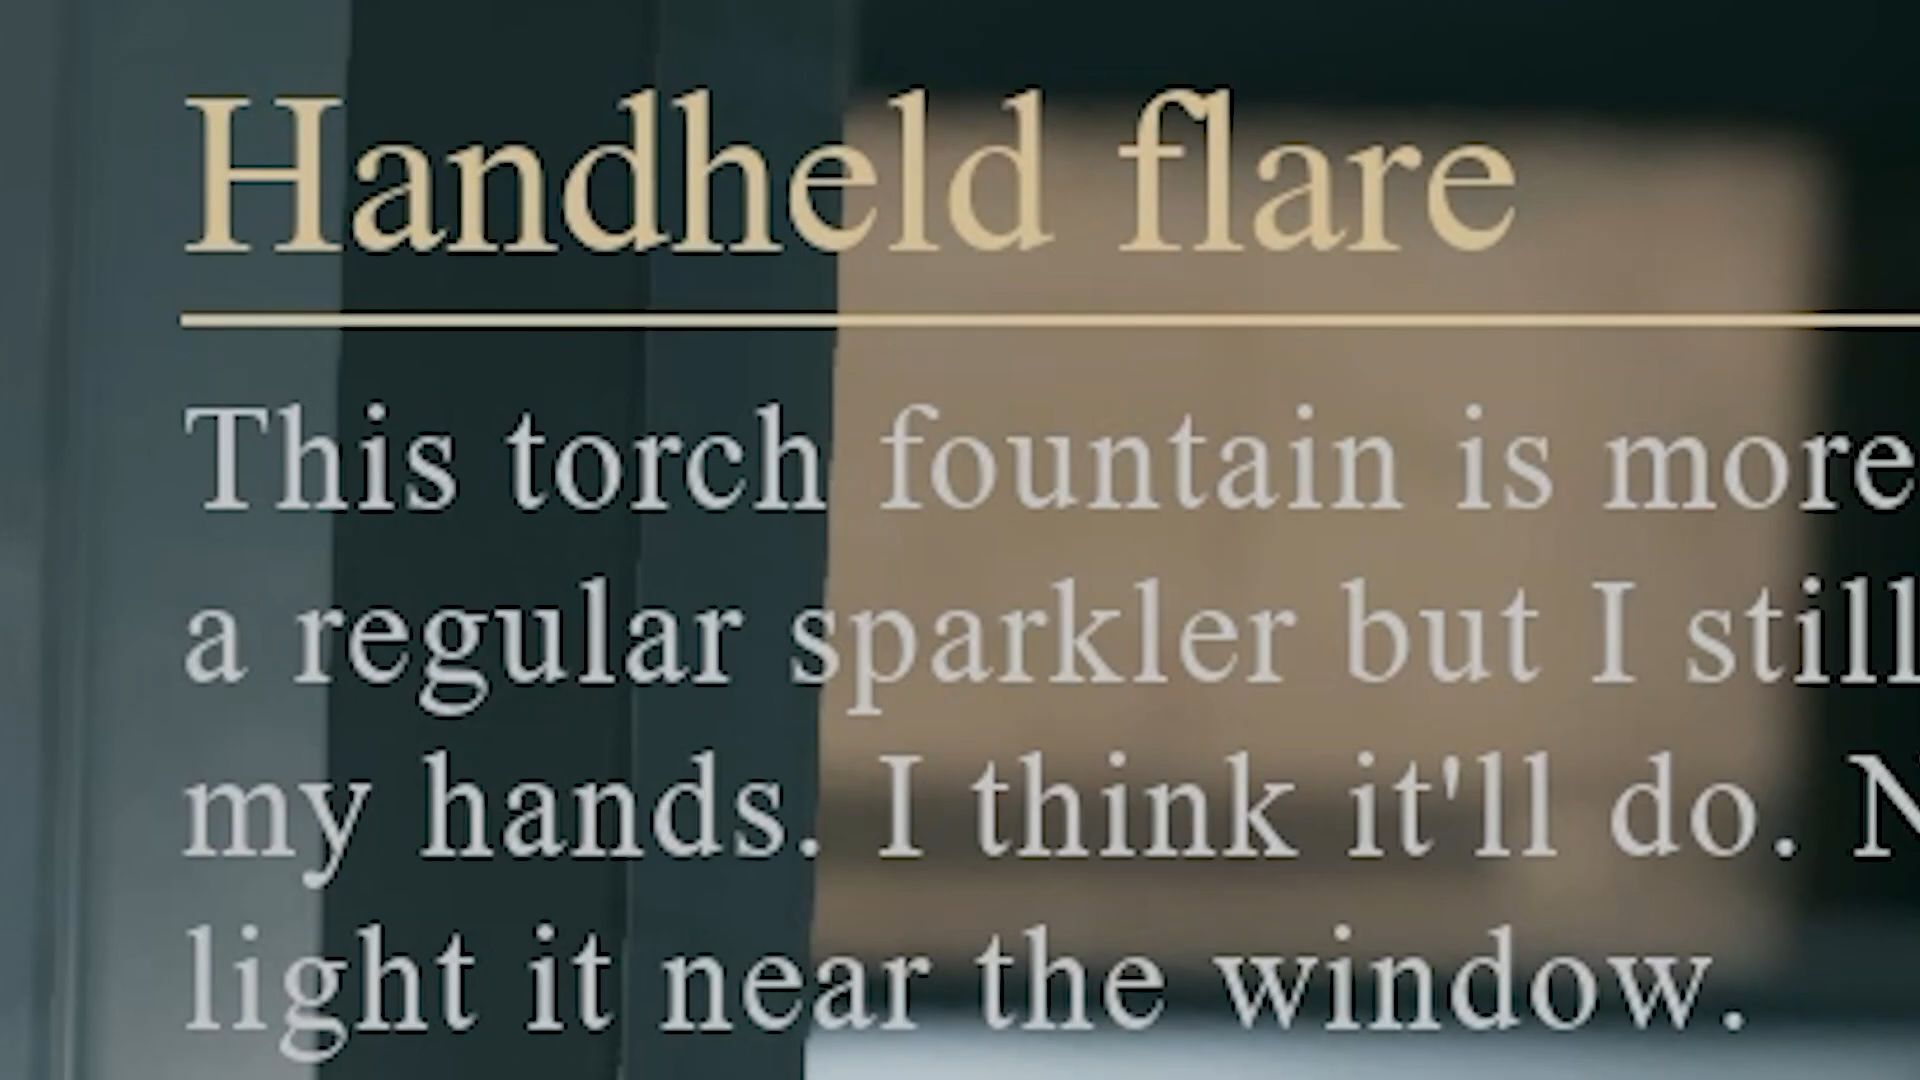 Handheld flare
This torch fountain is more
a regular sparkler but I still
my hands. I think it'll do. N
light it near the window.